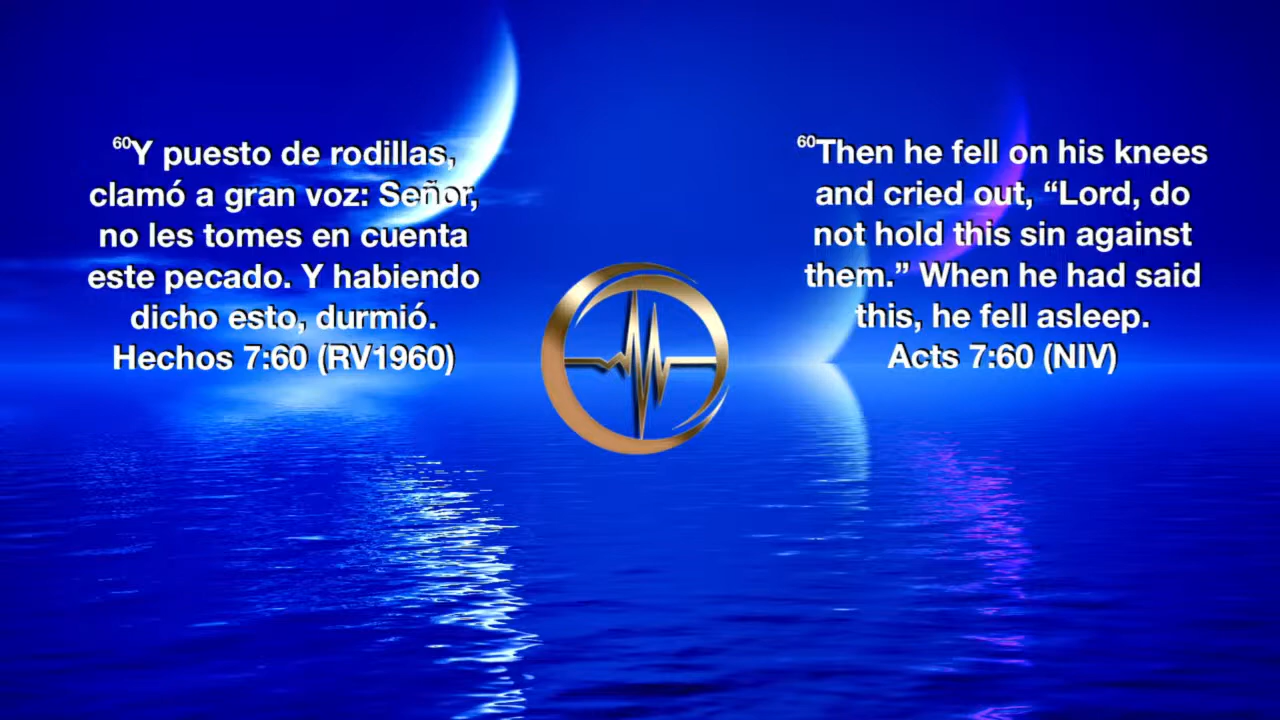 60Y puesto de rodillas,
clamó a gran voz: Señor,
no les tomes en cuenta
este pecado. Y habiendo
dicho esto, durmió.
Hechos 7:60 (RV1960)
60Then he fell on his knees
and cried out, “Lord, do
not hold this sin against
them.” When he had said
this, he fell asleep.
Acts 7:60 (NIV)